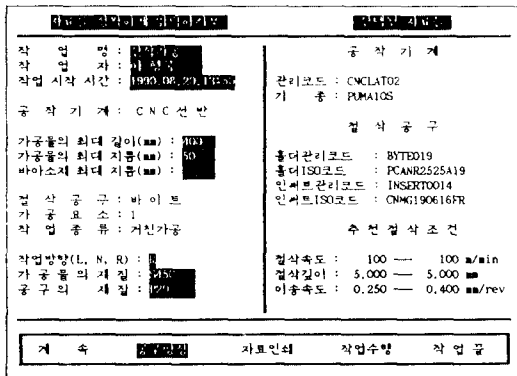 작 업 명 :
작 업 자 :
작업 시작 시간 : 1990.08.29.13:53
공 작 기 계 : CNC선반
가공물의 최대 길이(mm) : 400
가공물의 최대 지름(mm) : 50
바아소재 최대 지름(mm) :
절 삭 공 구 : 바 이 트
가 공 요 소 : 1
작 업 종 류 : 거친가공
작업방향(L, N, R) : L
가 공 물 의 재 질 :
공 구 의 재 질 : P20
공 작 기 계
관리코드 : CNCLAT02
기 종 : PUMA10S
절 삭 공 구
홀더관리코드 : BYTE019
홀더ISO코드 : PCANR2525A19
인써트관리코드 : INSERT0014
인써트ISO코드 : CNMG190616FR
추 천 절 삭 조 건
절삭속도 : 100 ── 100 m/min
절삭깊이 : 5.000 ── 5.000 mm
이송속도 : 0.250 ── 0.400 mm/rev
계 속 자료인쇄 작업수행 작 업 끝